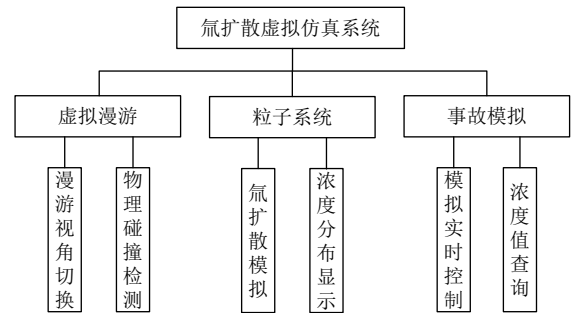 氚扩散虚拟仿真系统
虚拟漫游
粒子系统
事故模拟
漫游视角切换
物理碰撞检测
氚扩散模拟
浓度分布显示
模拟实时控制
浓度值查询